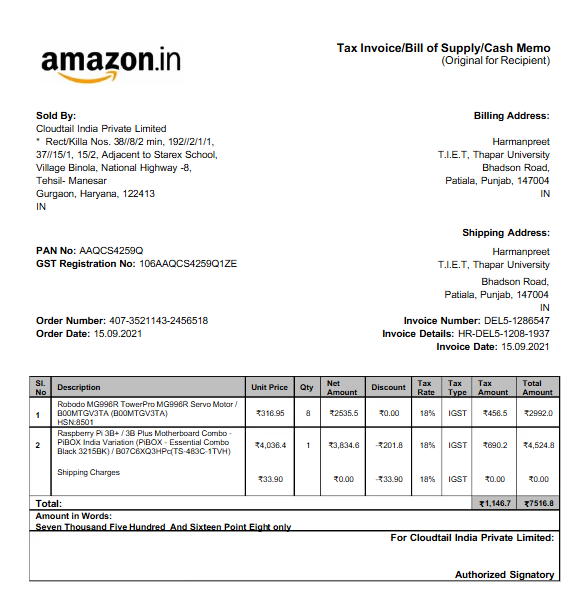 amazon.in
Tax Invoice/Bill of Supply/Cash Memo
(Original for Recipient)
Sold By:
Cloudtail India Private Limited
* Rect/Killa Nos. 38//8/2 min, 192//2/1/1,
37//15/1, 15/2, Adjacent to Starex School,
Village Binola, National Highway -8,
Tehsil- Manesar
Gurgaon, Haryana, 122413
IN
Billing Address:
Harmanpreet
T.I.E.T, Thapar University
Bhadson Road,
Patiala, Punjab, 147004
IN
Shipping Address:
Harmanpreet
T.I.E.T, Thapar University
Bhadson Road,
Patiala, Punjab, 147004
IN
PAN No: AAQCS4259Q
GST Registration No: 106AAQCS4259Q1ZE
Order Number: 407-3521143-2456518
Order Date: 15.09.2021
Invoice Number: DEL5-1286547
Invoice Details: HR-DEL5-1208-1937
Invoice Date: 15.09.2021
Sl. No Description Unit Price Qty Net Amount Discount Tax Rate Tax Type Tax Amount Total Amount
1 Robodo MG996R TowerPro MG996R Servo Motor / ₹316.95 8 ₹2535.5 ₹0.00 18% IGST ₹456.5 ₹2992.0
B00MTGV3TA (B00MTGV3TA)
HSN:8501
2 Raspberry Pi 3B+ / 3B Plus Motherboard Combo - ₹4,036.4 1 ₹3,834.6 -₹201.8 18% IGST ₹690.2 ₹4,524.8
PiBOX India Variation (PiBOX - Essential Combo
Black 3215BK) / B07C6XQ3HPc(TS-483C-1TVH)
Shipping Charges ₹33.90 ₹0.00 -₹33.90 18% IGST ₹0.00 ₹0.00
Total: ₹1,146.7 ₹7516.8
Amount in Words:
Seven Thousand Five Hundred And Sixteen Point Eight only
For Cloudtail India Private Limited:
Authorized Signatory